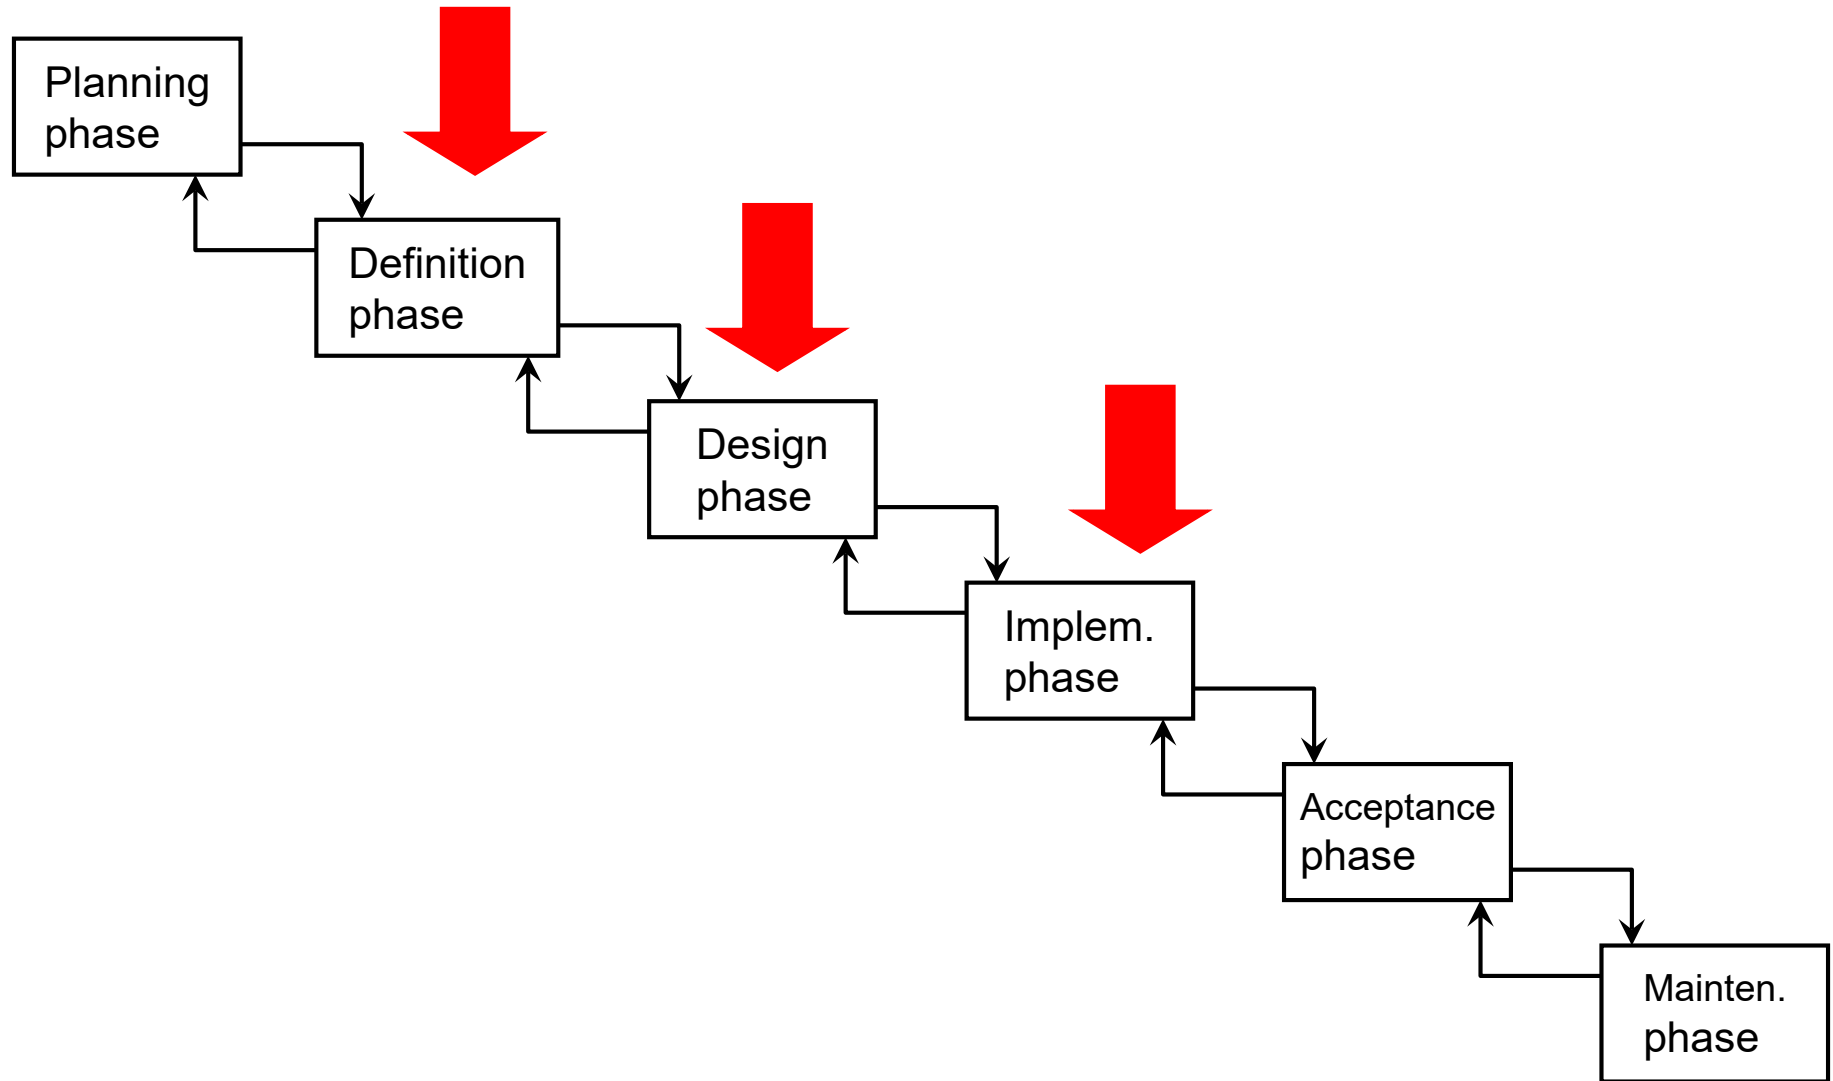 Planning
phase
Definition
phase
Design
phase
Implem.
phase
Acceptance
phase
Mainten.
phase